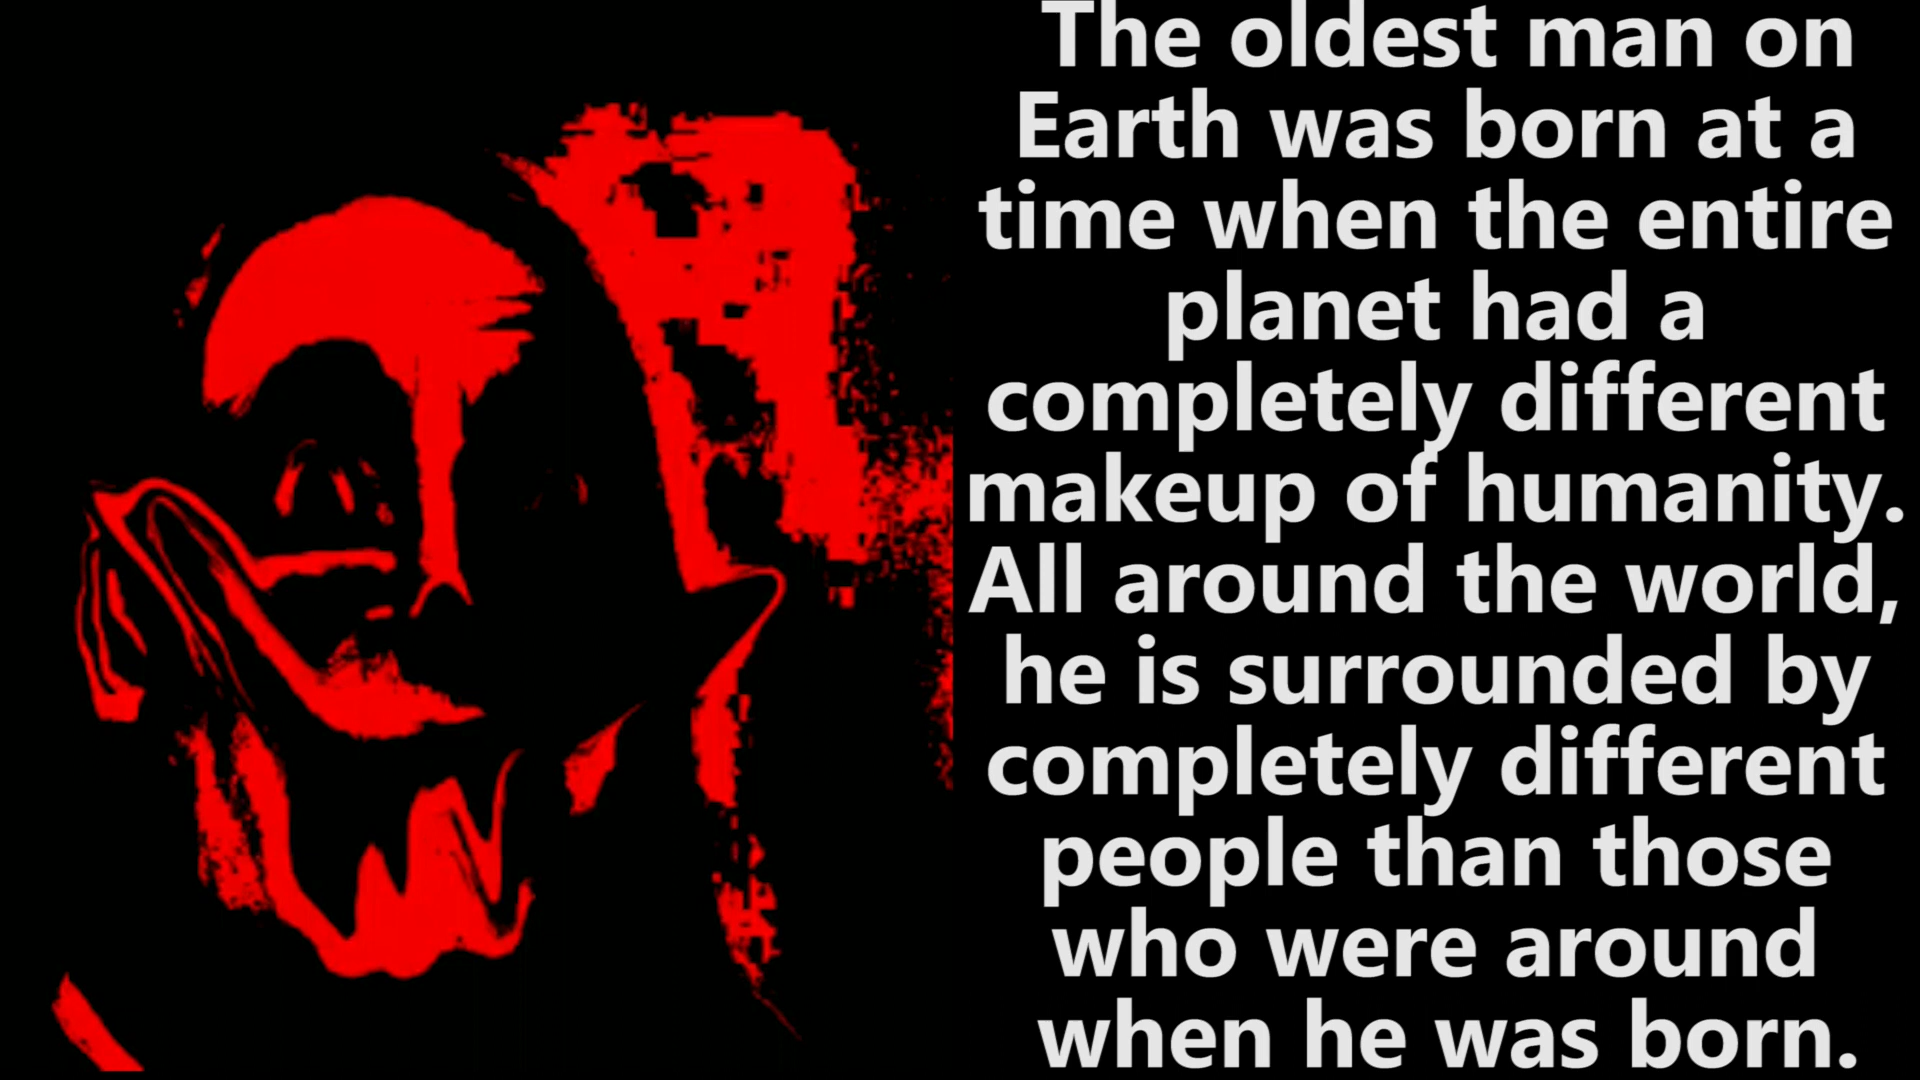 The oldest man on
Earth was born at a
time when the entire
planet had a
completely different
makeup of humanity.
All around the world,
he is surrounded by
completely different
people than those
who were around
when he was born.